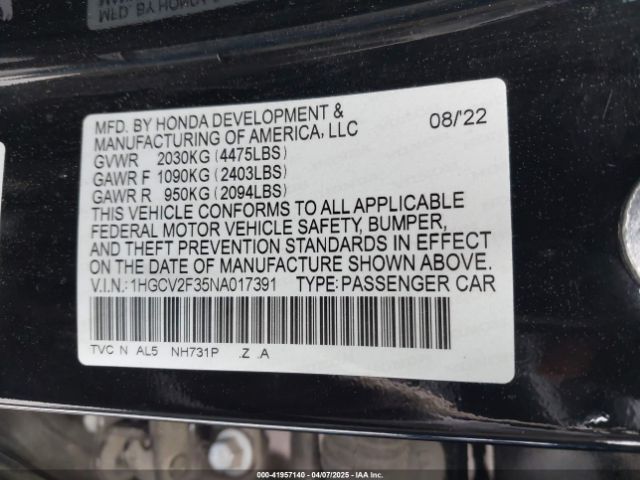 MFD. BY HONDA DEVELOPMENT &
MANUFACTURING OF AMERICA, LLC 08/'22
GVWR 2030KG (4475LBS)
GAWR F 1090KG (2403LBS)
GAWR R 950KG (2094LBS)
THIS VEHICLE CONFORMS TO ALL APPLICABLE
FEDERAL MOTOR VEHICLE SAFETY, BUMPER,
AND THEFT PREVENTION STANDARDS IN EFFECT
ON DATE OF MANUFACTURE SHOWN ABOVE.
V.I.N.: 1HGCV2F35NA017391 TYPE: PASSENGER CAR
TVC N AL5 NH731P .Z .A
000-41957140 - 04/07/2025 - IAA Inc.